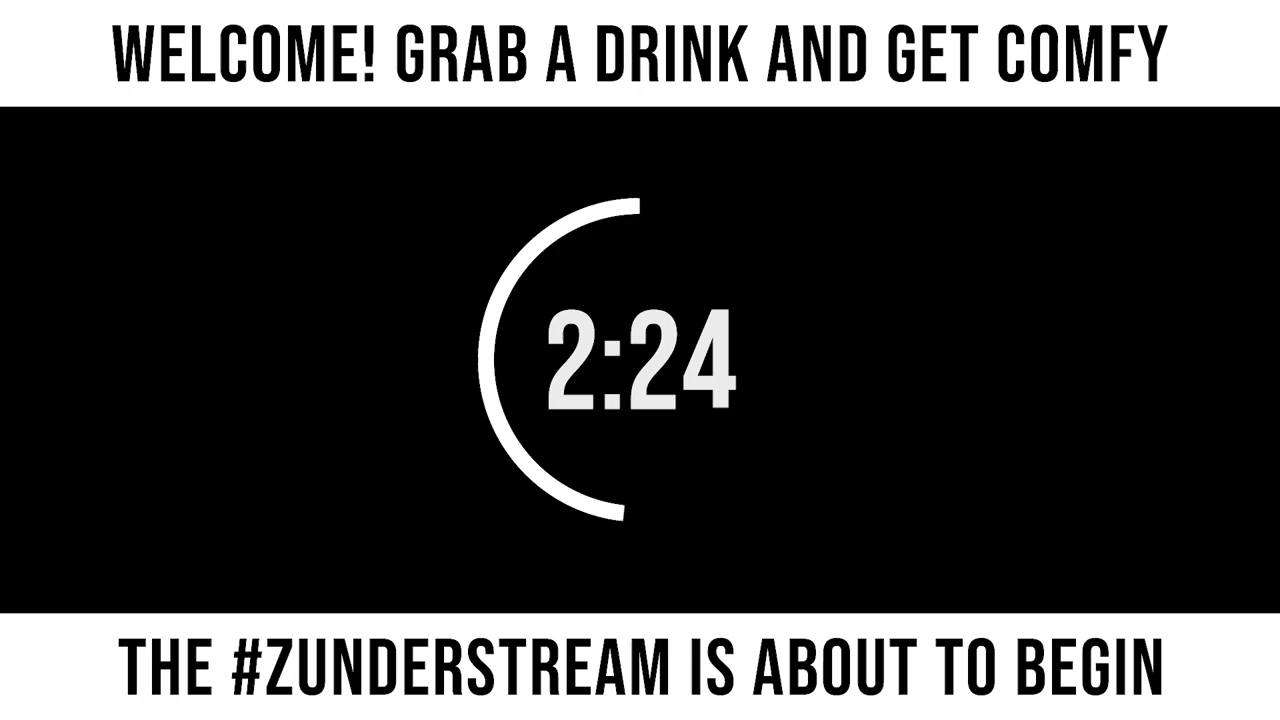 WELCOME! GRAB A DRINK AND GET COMFY
2:24
THE #ZUNDERSTREAM IS ABOUT TO BEGIN